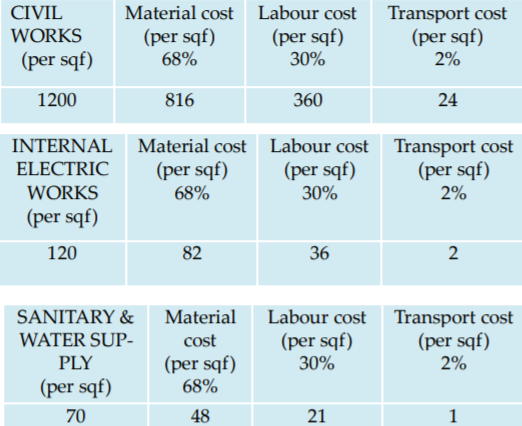 CIVIL Material cost Labour cost Transport cost
WORKS (per sqf) (per sqf) (per sqf)
(per sqf) 68% 30% 2%
1200 816 360 24
INTERNAL Material cost Labour cost Transport cost
ELECTRIC (per sqf) (per sqf) (per sqf)
WORKS 68% 30% 2%
(per sqf)
120 82 36 2
SANITARY & Material Labour cost Transport cost
WATER SUP- cost (per sqf) (per sqf)
PLY (per sqf) 30% 2%
(per sqf) 68%
70 48 21 1